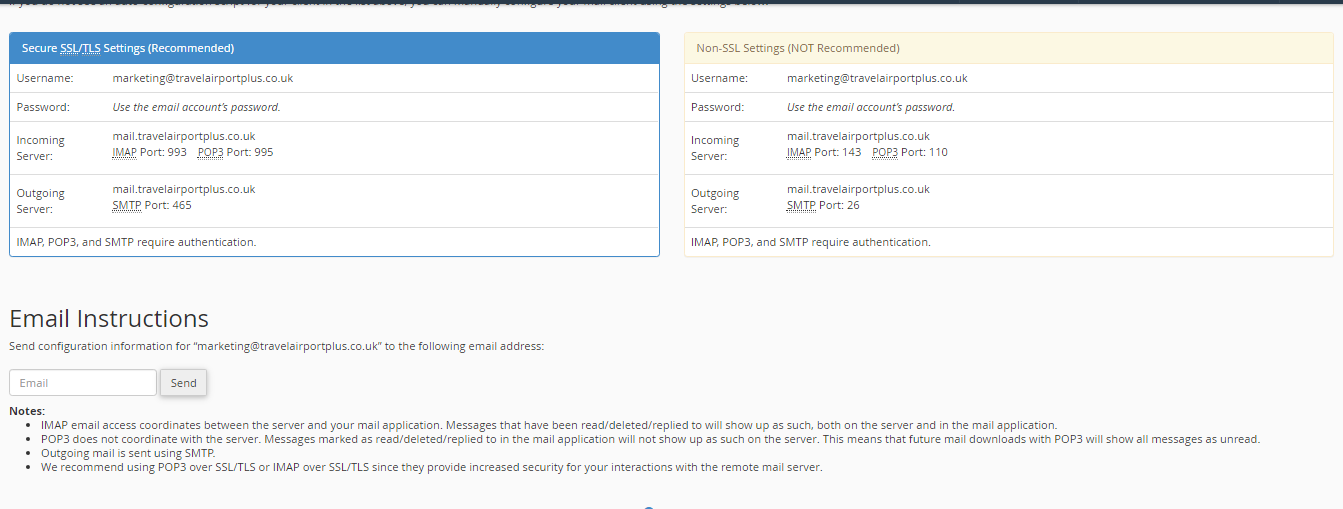 Secure SSL/TLS Settings (Recommended)
Username: marketing@travelairportplus.co.uk
Password: Use the email account's password.
Incoming Server: mail.travelairportplus.co.uk
IMAP Port: 993 POP3 Port: 995
Outgoing Server: mail.travelairportplus.co.uk
SMTP Port: 465
IMAP, POP3, and SMTP require authentication.
Non-SSL Settings (NOT Recommended)
Username: marketing@travelairportplus.co.uk
Password: Use the email account's password.
Incoming Server: mail.travelairportplus.co.uk
IMAP Port: 143 POP3 Port: 110
Outgoing Server: mail.travelairportplus.co.uk
SMTP Port: 26
IMAP, POP3, and SMTP require authentication.
Email Instructions
Send configuration information for “marketing@travelairportplus.co.uk” to the following email address:
Email Send
Notes:
• IMAP email access coordinates between the server and your mail application. Messages that have been read/deleted/replied to will show up as such, both on the server and in the mail application.
• POP3 does not coordinate with the server. Messages marked as read/deleted/replied to in the mail application will not show up as such on the server. This means that future mail downloads with POP3 will show all messages as unread.
• Outgoing mail is sent using SMTP.
• We recommend using POP3 over SSL/TLS or IMAP over SSL/TLS since they provide increased security for your interactions with the remote mail server.